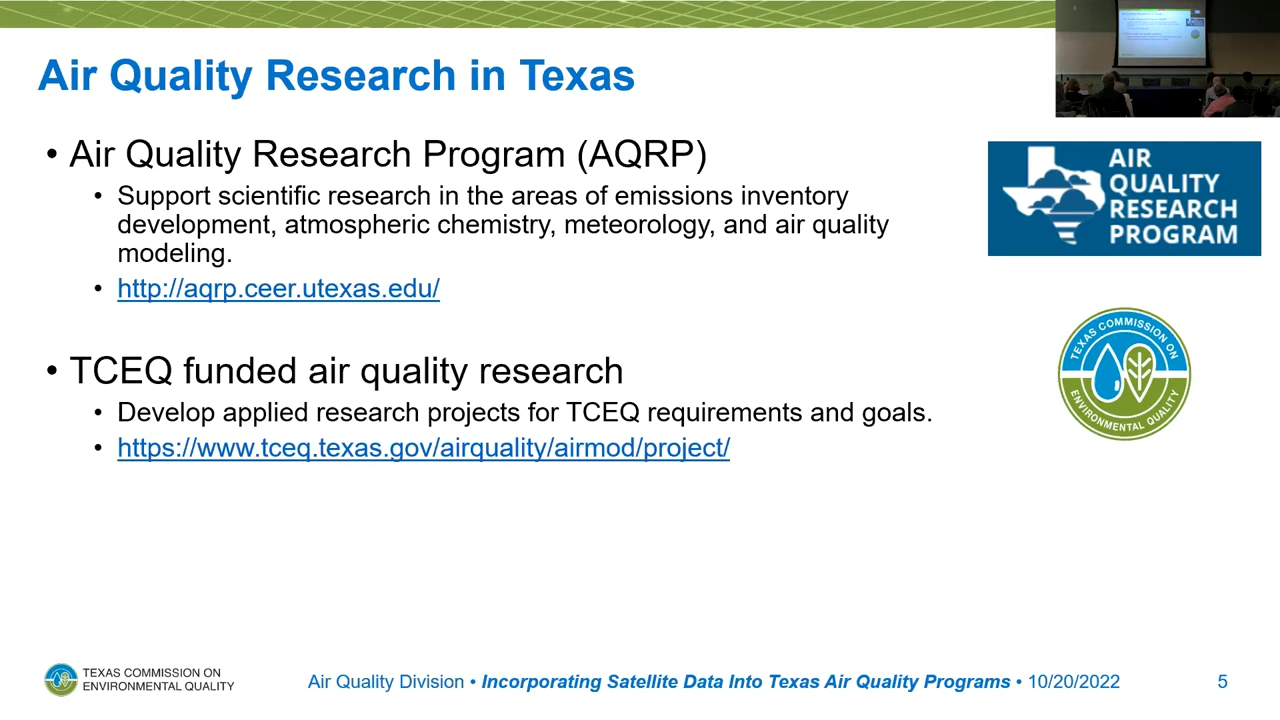 Air Quality Research in Texas
• Air Quality Research Program (AQRP)
• Support scientific research in the areas of emissions inventory
development, atmospheric chemistry, meteorology, and air quality
modeling.
• http://aqrp.ceer.utexas.edu/
AIR
QUALITY
RESEARCH
PROGRAM
• TCEQ funded air quality research
• Develop applied research projects for TCEQ requirements and goals.
• https://www.tceq.texas.gov/airquality/airmod/project/
TEXAS COMMISSION ON
ENVIRONMENTAL QUALITY
TEXAS COMMISSION ON
ENVIRONMENTAL QUALITY
Air Quality Division • Incorporating Satellite Data Into Texas Air Quality Programs • 10/20/2022
5